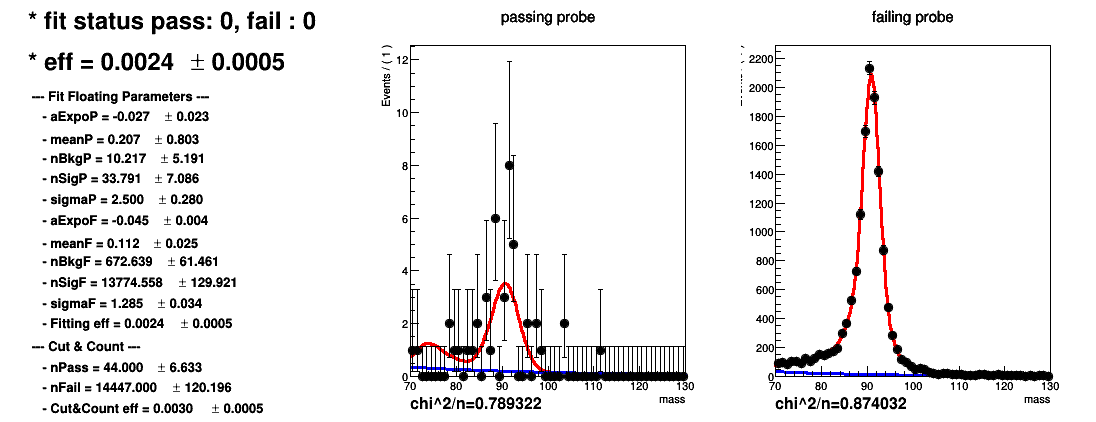 * fit status pass: 0, fail : 0
* eff = 0.0024 ± 0.0005
--- Fit Floating Parameters ---
- aExpoP = -0.027 ± 0.023
- meanP = 0.207 ± 0.803
- nBkgP = 10.217 ± 5.191
- nSigP = 33.791 ± 7.086
- sigmaP = 2.500 ± 0.280
- aExpoF = -0.045 ± 0.004
- meanF = 0.112 ± 0.025
- nBkgF = 672.639 ± 61.461
- nSigF = 13774.558 ± 129.921
- sigmaF = 1.285 ± 0.034
- Fitting eff = 0.0024 ± 0.0005
--- Cut & Count ---
- nPass = 44.000 ± 6.633
- nFail = 14447.000 ± 120.196
- Cut&Count eff = 0.0030 ± 0.0005
passing probe
Events / ( 1 )
12
10
8
6
4
2
0
70 80 90 100 110 120 130
mass
chi^2/n=0.789322
failing probe
2200
2000
1800
1600
1400
1200
1000
800
600
400
200
0
70 80 90 100 110 120 130
mass
chi^2/n=0.874032